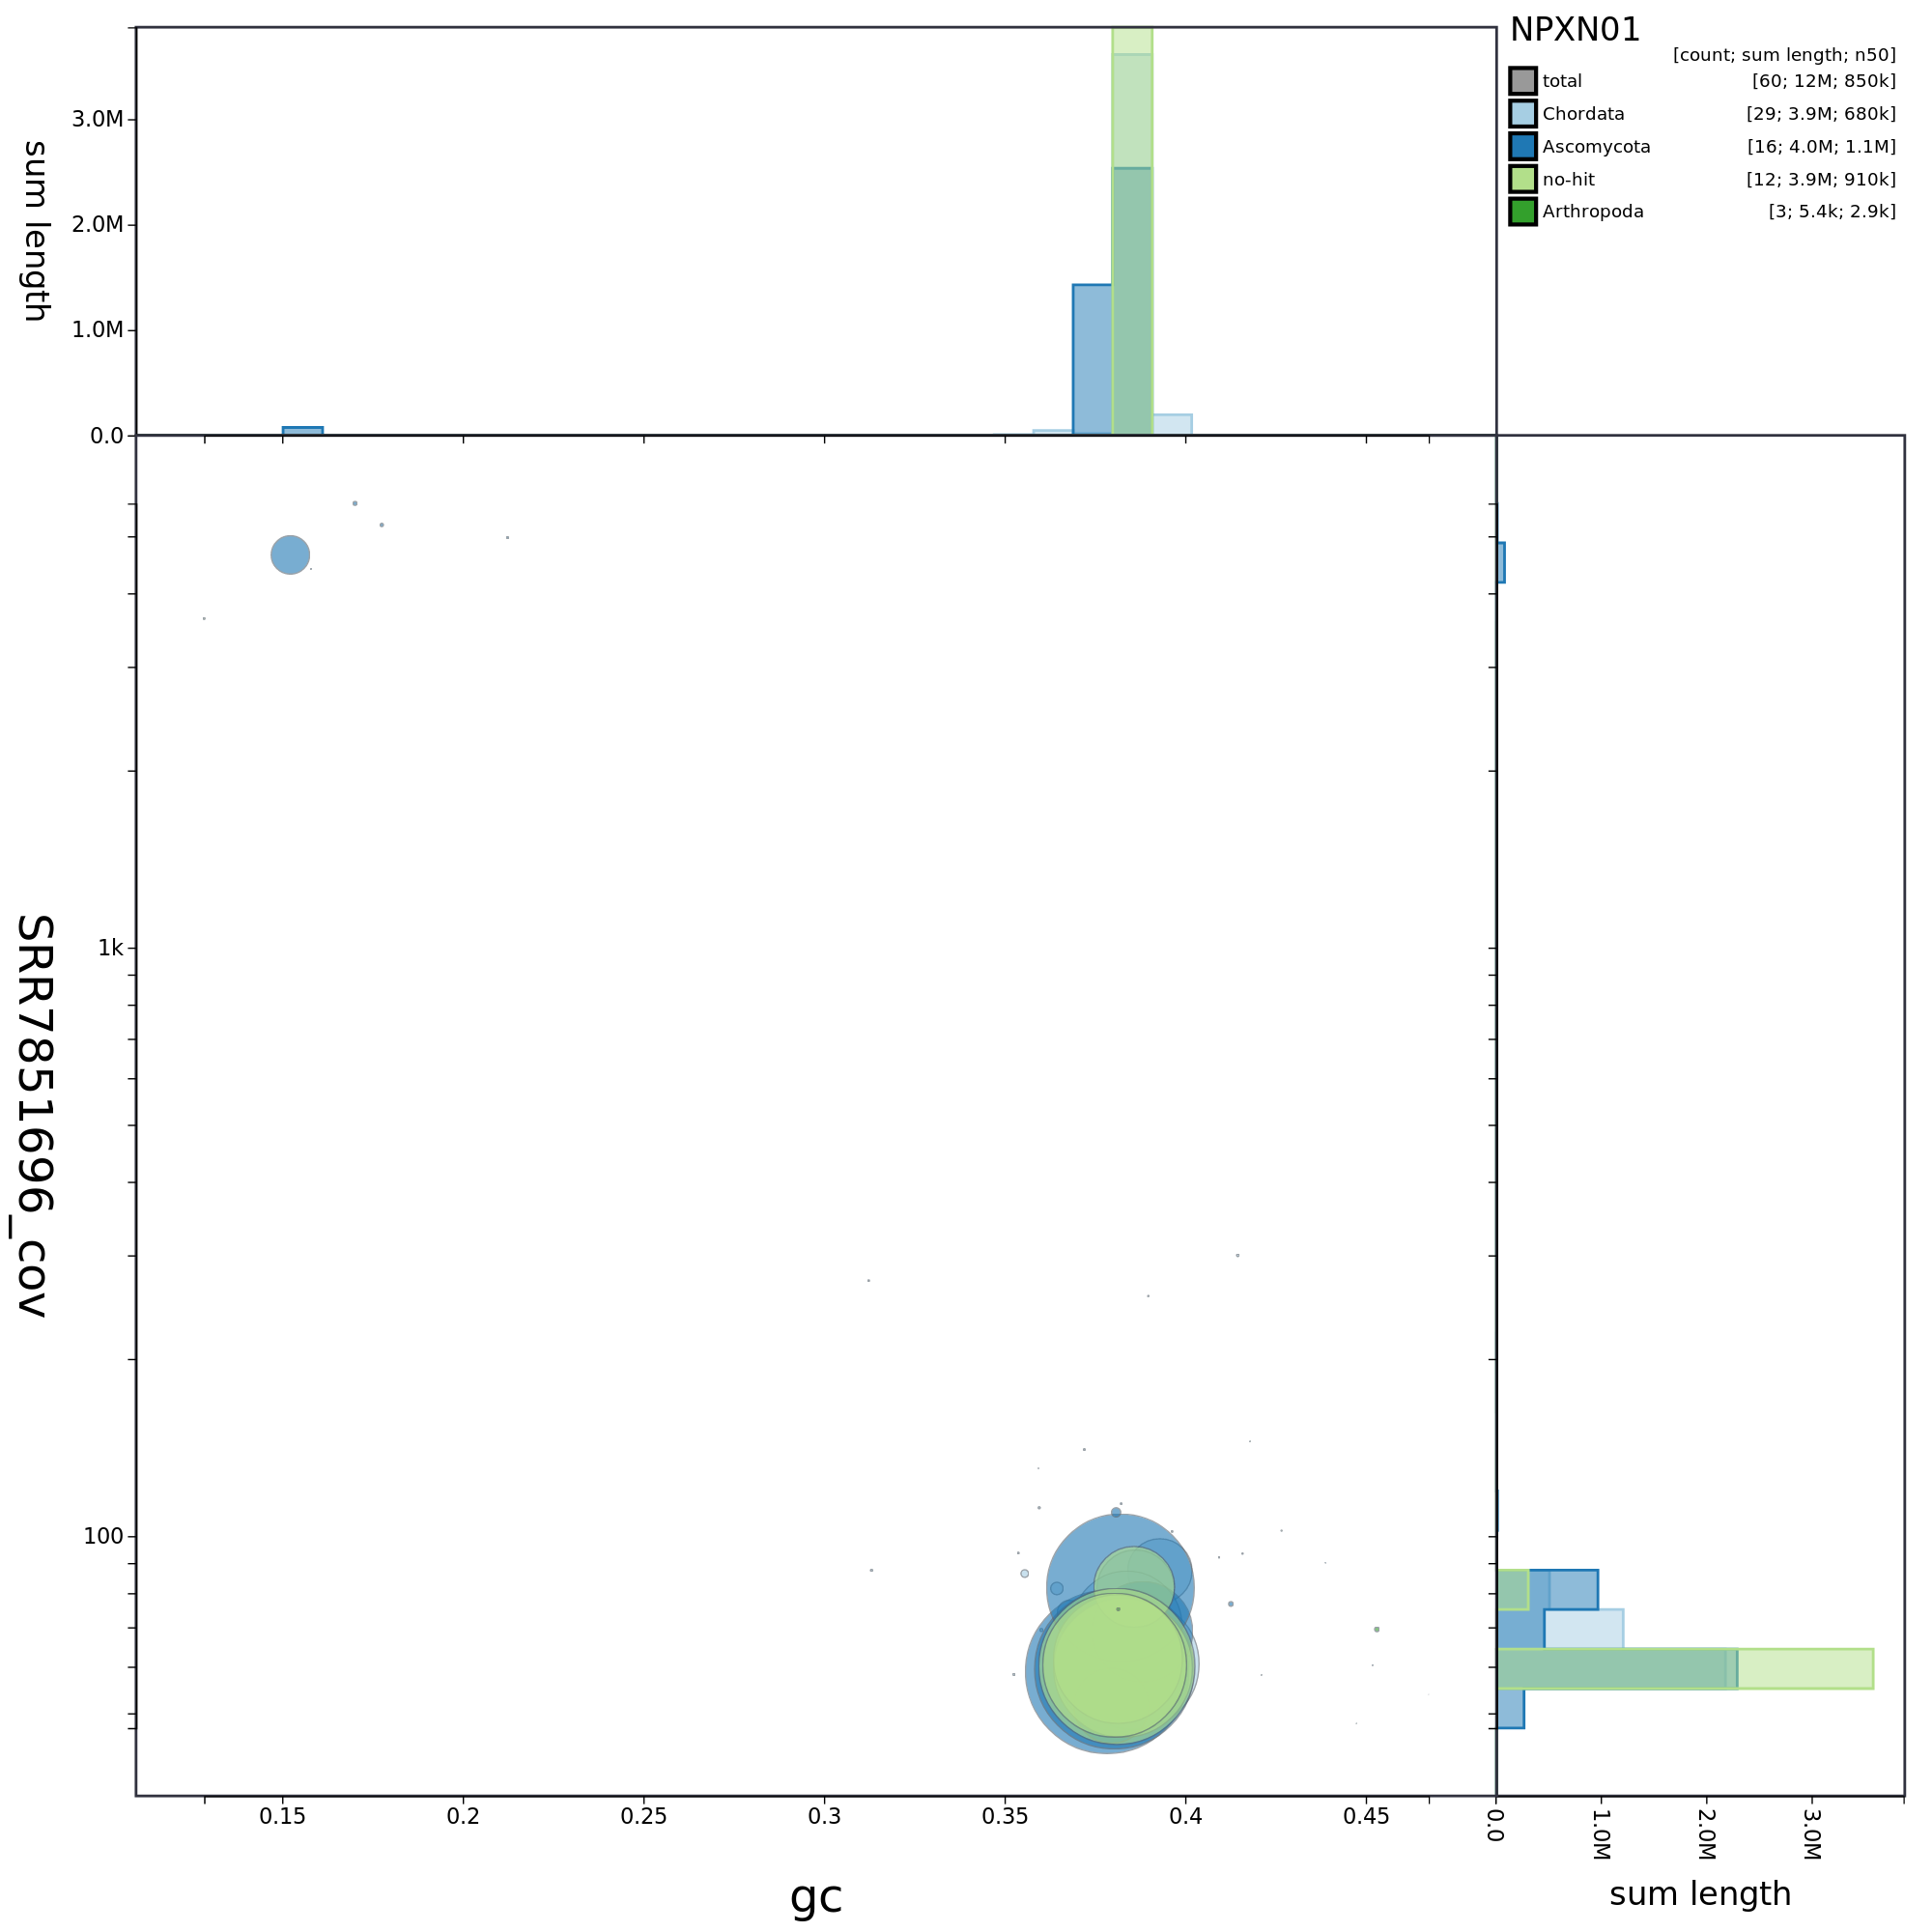 NPXN01
[count; sum length; n50]
total [60; 12M; 850k]
Chordata [29; 3.9M; 680k]
Ascomycota [16; 4.0M; 1.1M]
no-hit [12; 3.9M; 910k]
Arthropoda [3; 5.4k; 2.9k]
sum length
3.0M
2.0M
1.0M
0.0
SRR7851696_cov
1k
100
0.15 0.2 0.25 0.3 0.35 0.4 0.45
gc
0.0 1.0M 2.0M 3.0M
sum length